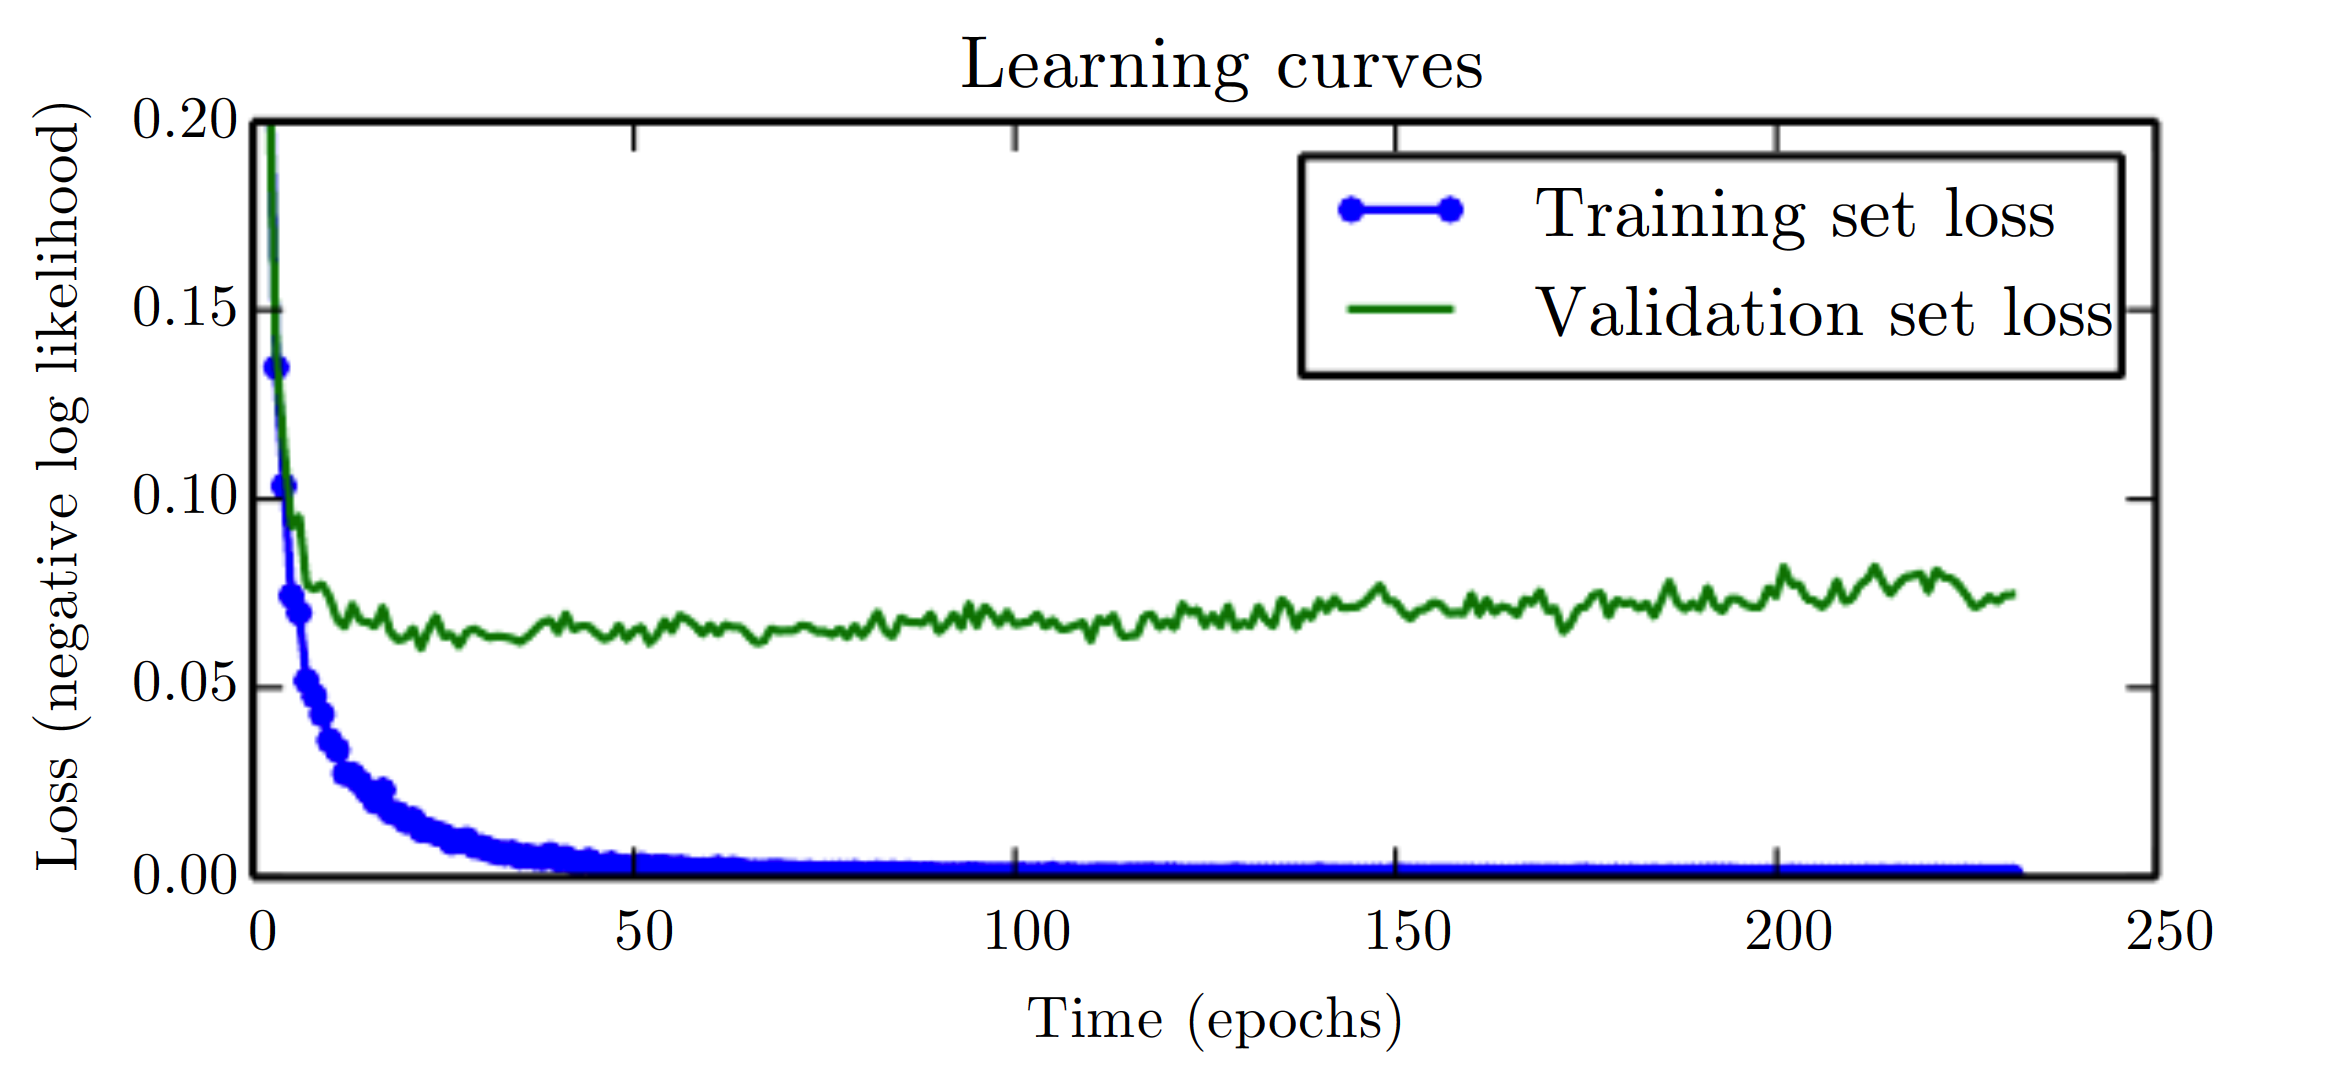 Learning curves
Loss (negative log likelihood)
0.20
0.15
0.10
0.05
0.00
Training set loss
Validation set loss
0 50 100 150 200 250
Time (epochs)